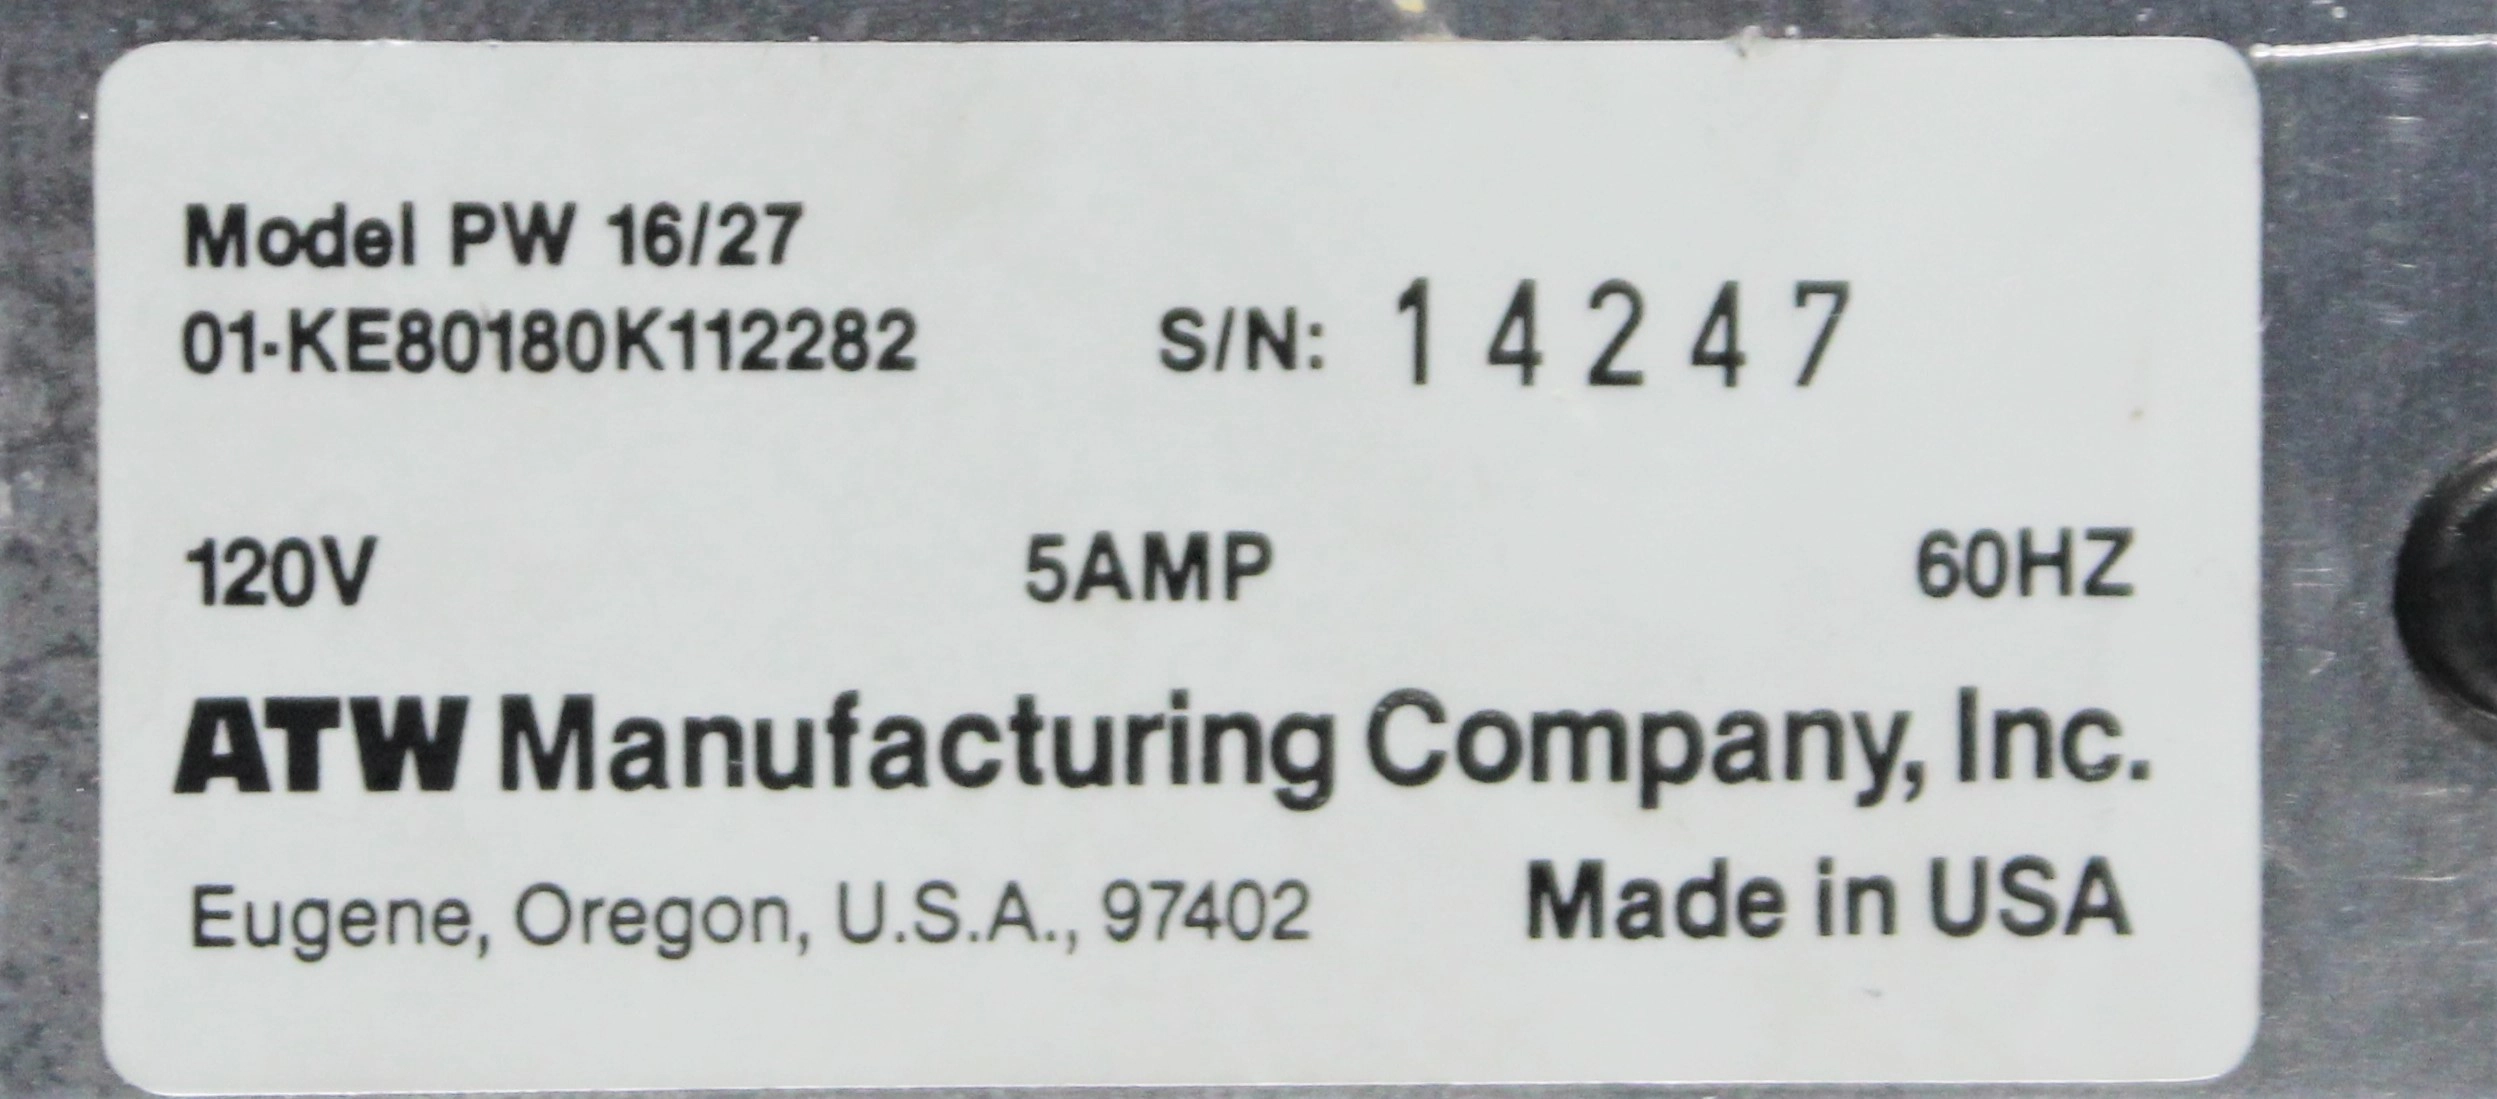 Model PW 16/27
01-KE80180K112282 S/N: 14247
120V 5AMP 60HZ
ATW Manufacturing Company, Inc.
Eugene, Oregon, U.S.A., 97402 Made in USA